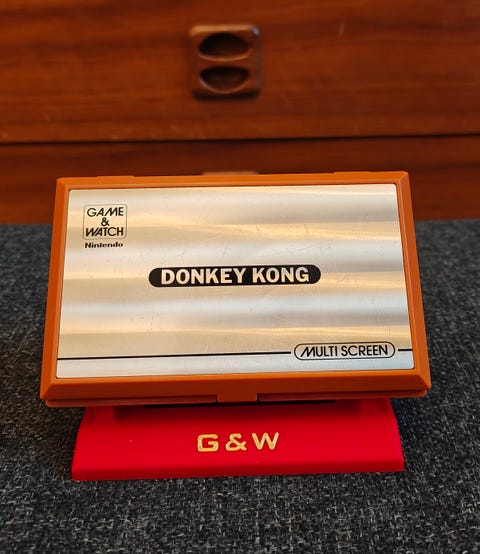 GAME
&
WATCH
Nintendo
DONKEY KONG
MULTI SCREEN
G & W